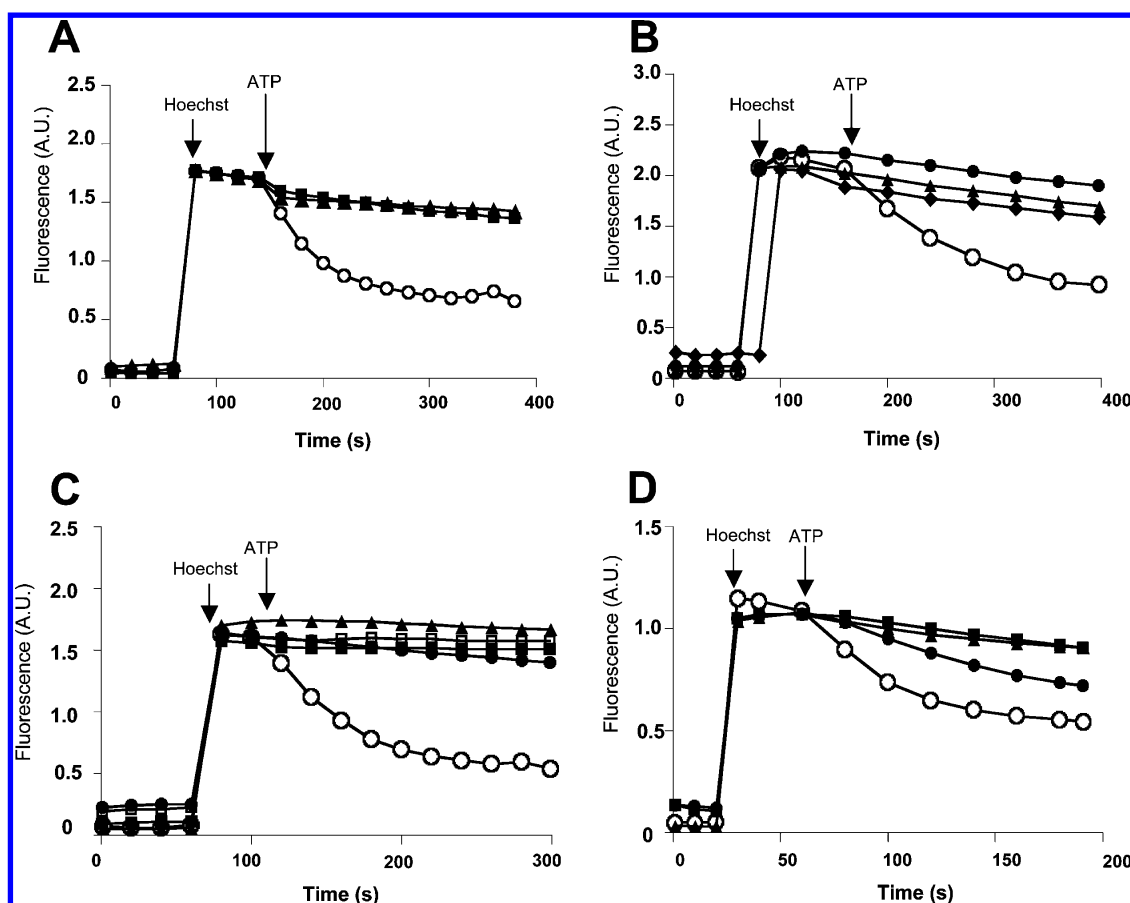 A
B
ATP
2.5
Hoechst
2.0
1.5
1.0
0.5
0
Fluorescence (A.U.)
0 100 200 300 400
Time (s)
ATP
3.0
Hoechst
2.5
2.0
1.5
1.0
0.5
0
Fluorescence (A.U.)
0 100 200 300 400
Time (s)
C
D
ATP
2.5
Hoechst
2.0
1.5
1.0
0.5
0
Fluorescence (A.U.)
0 100 200 300
Time (s)
Hoechst ATP
1.5
1.0
0.5
0
Fluorescence (A.U.)
0 50 100 150 200
Time (s)